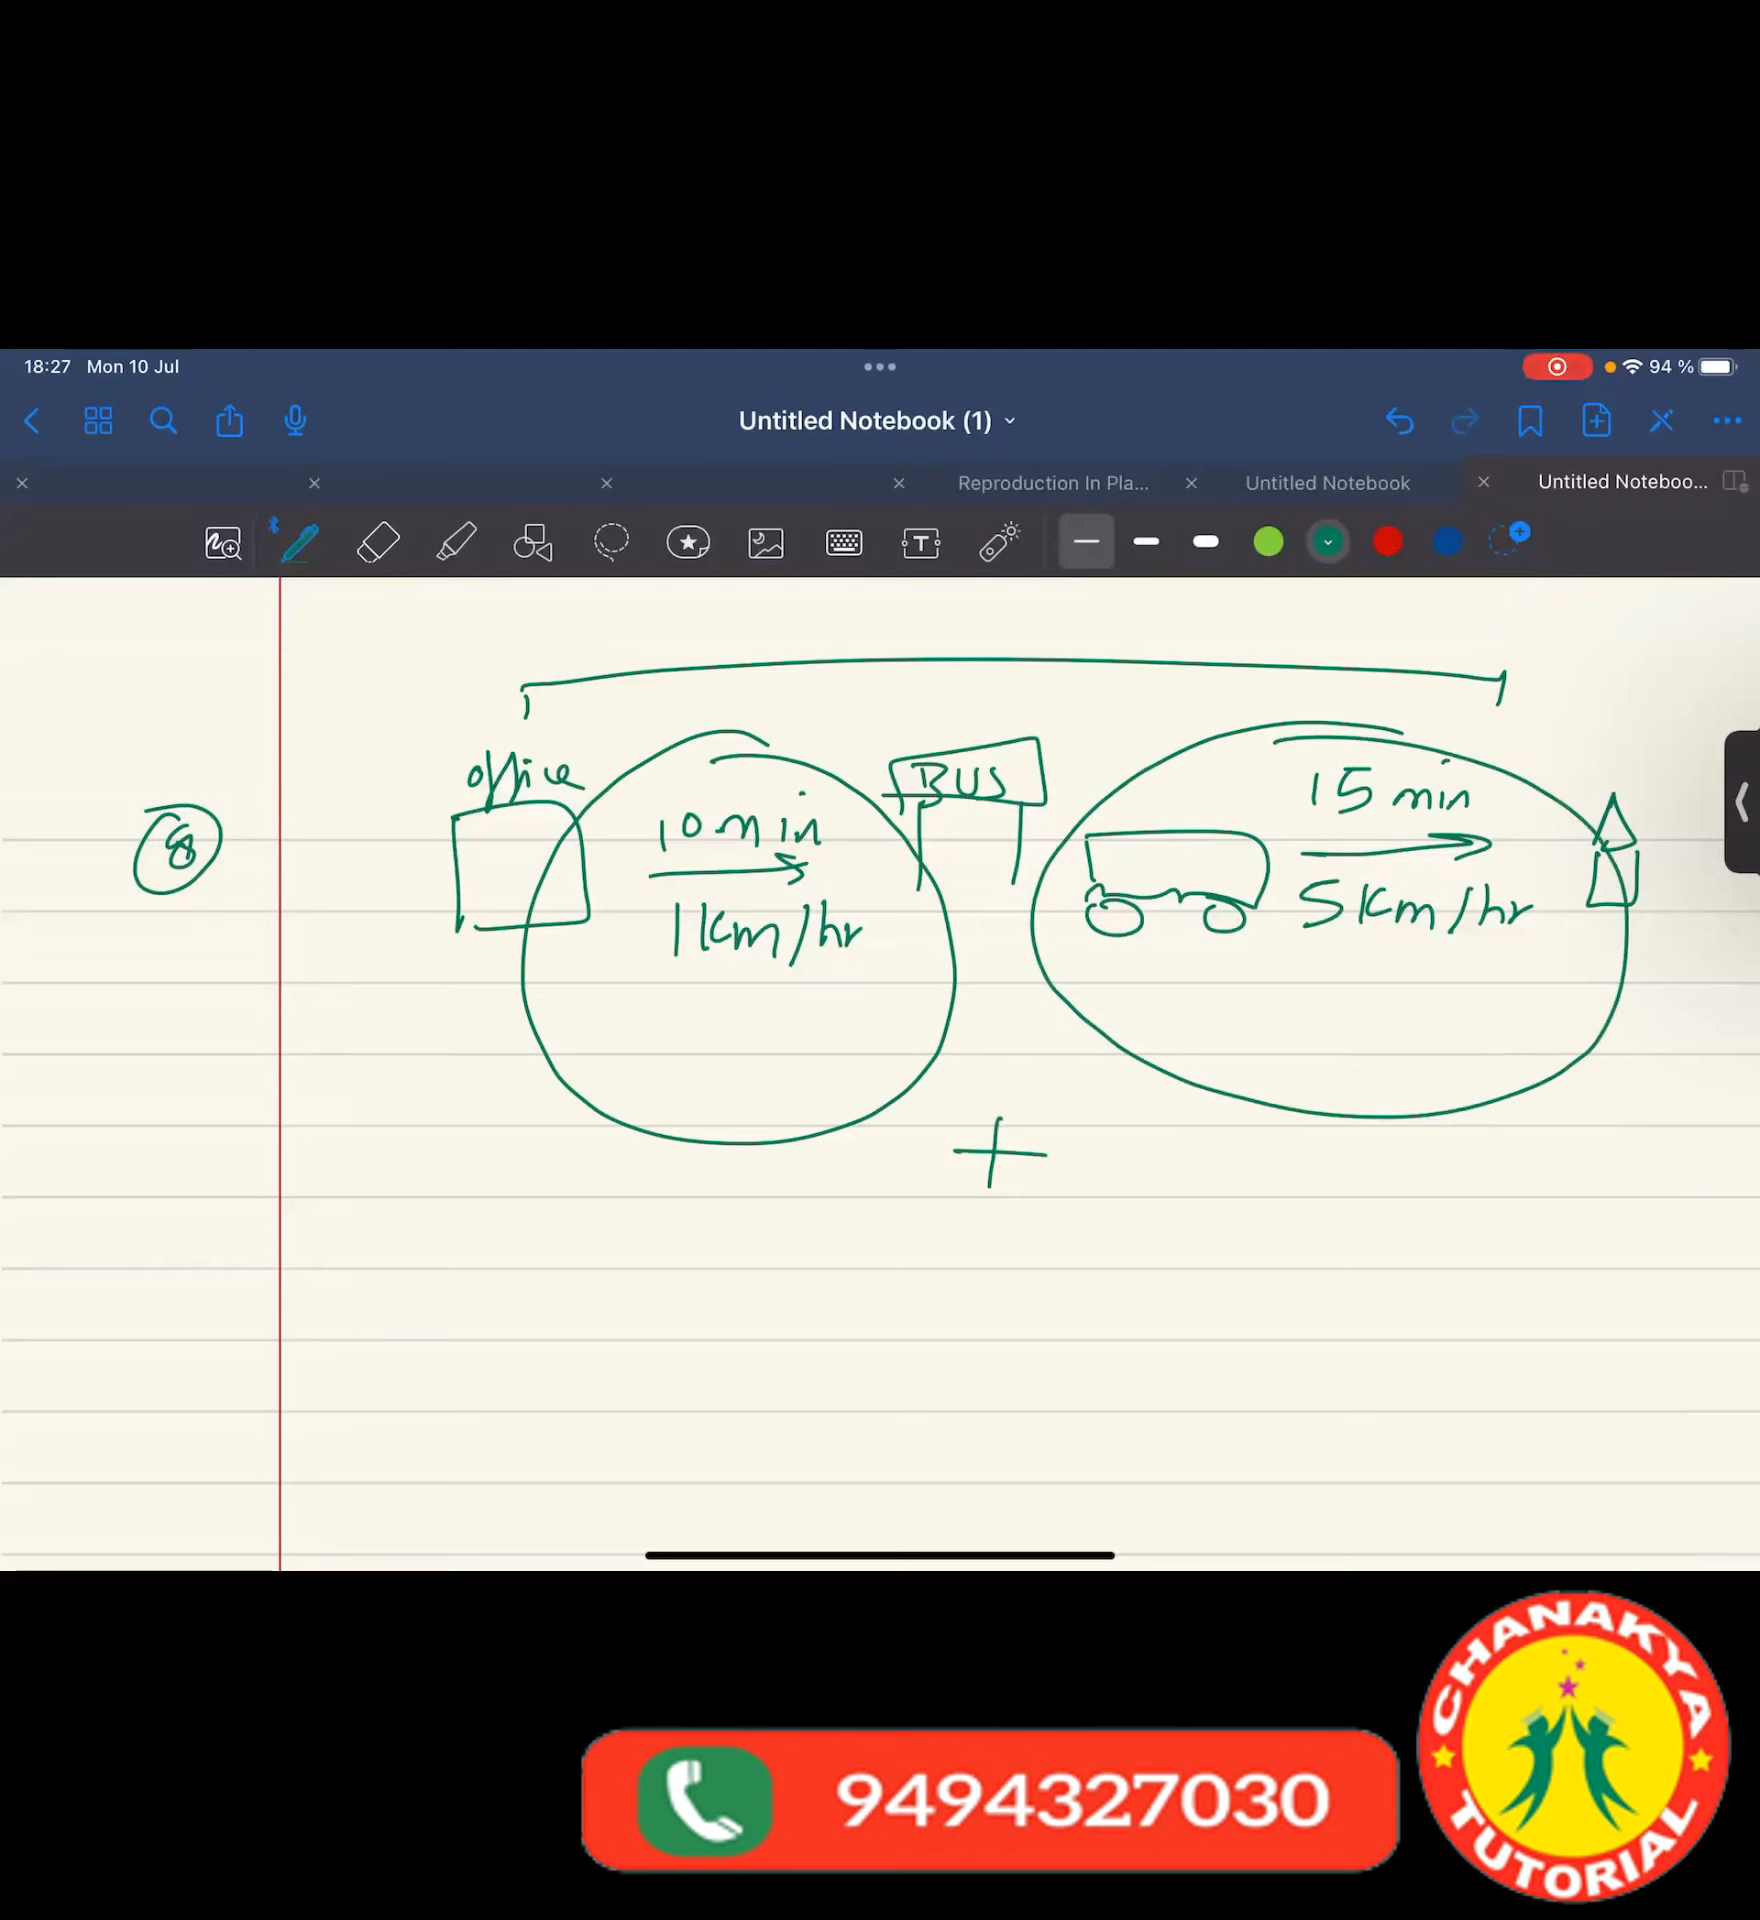 18:27 Mon 10 Jul
94 %
Untitled Notebook (1)
Reproduction In Pla...
Untitled Notebook
Untitled Noteboo...
T
office
BUS
15 min
10 min
8
5 Km/hr
1 Km/hr
+
9494327030
CHANAKYA
TUTORIAL